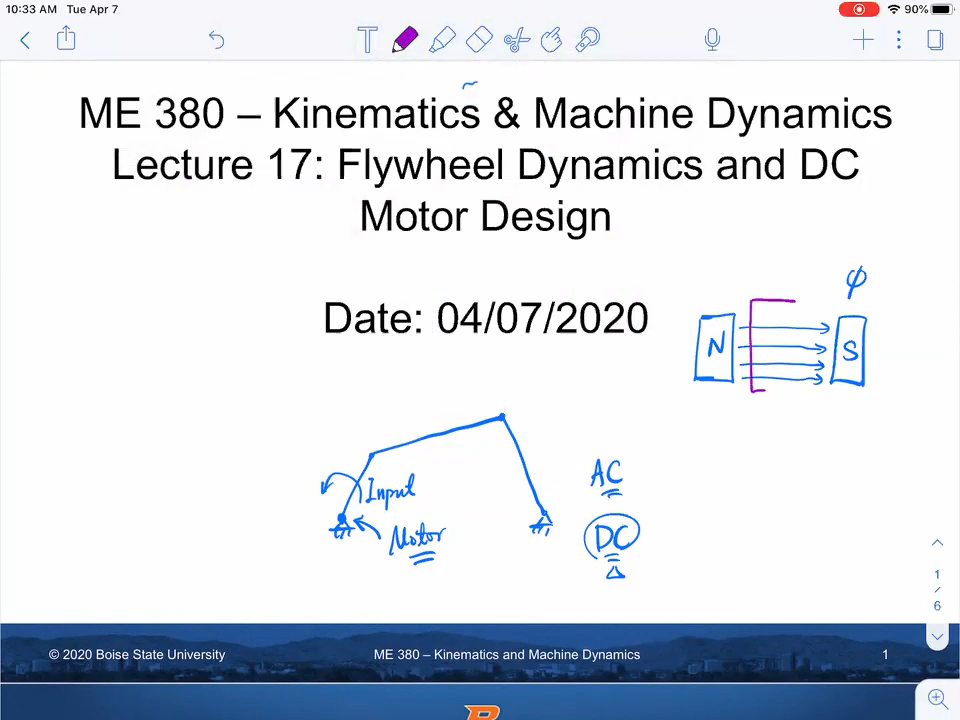 10:33 AM Tue Apr 7
90%
T
ME 380 – Kinematics & Machine Dynamics
Lecture 17: Flywheel Dynamics and DC
Motor Design
Date: 04/07/2020
φ
N
S
Input
Motor
AC
DC
1
/
6
© 2020 Boise State University
ME 380 – Kinematics and Machine Dynamics
1
B